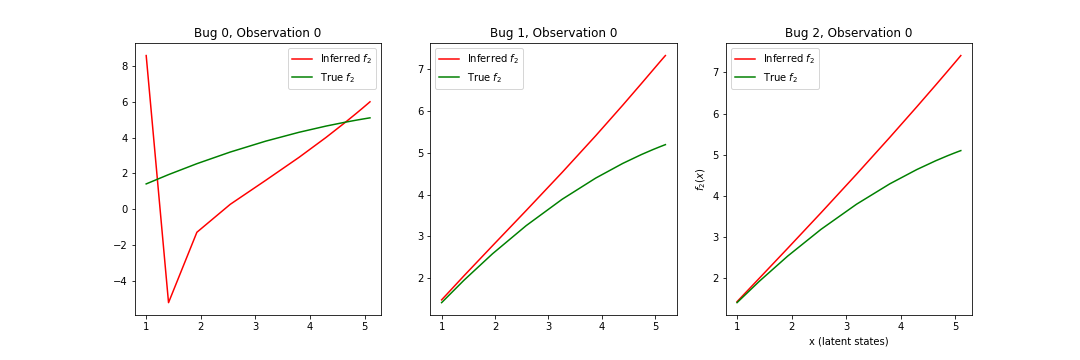 Bug 0, Observation 0
Inferred f₂
True f₂
8
6
4
2
0
−2
−4
1 2 3 4 5
Bug 1, Observation 0
Inferred f₂
True f₂
7
6
5
4
3
2
1 2 3 4 5
Bug 2, Observation 0
Inferred f₂
True f₂
f₂(x)
7
6
5
4
3
2
1 2 3 4 5
x (latent states)